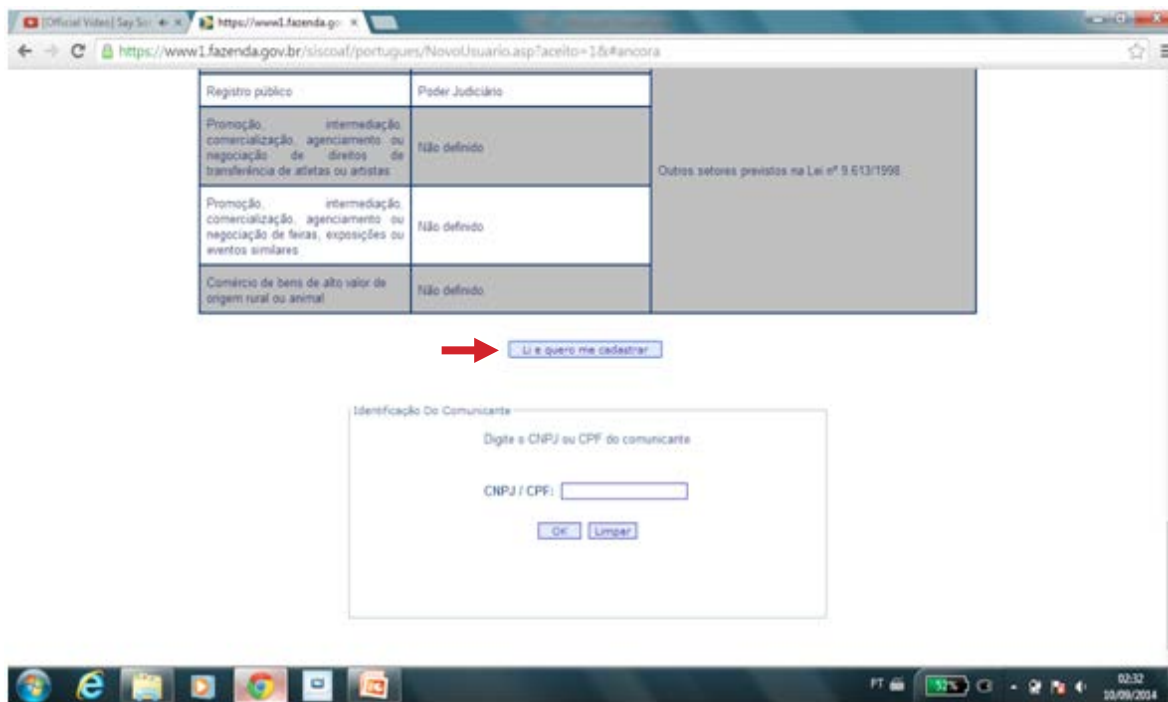 [Official Video] Say So
https://www1.fazenda.go
https://www1.fazenda.gov.br/siscoaf/portugues/NovoUsuario.asp?aceito=1&#ancora
Registro público
Poder Judiciário
Promoção, intermediação,
comercialização, agenciamento ou
negociação de direitos de
transferência de atletas ou artistas
Não definido
Outros setores previstos na Lei nº 9.613/1998
Promoção, intermediação,
comercialização, agenciamento ou
negociação de feiras, exposições ou
eventos similares
Não definido
Comércio de bens de alto valor de
origem rural ou animal
Não definido
Li e quero me cadastrar
Identificação Do Comunicante
Digite o CNPJ ou CPF do comunicante
CNPJ / CPF:
OK Limpar
PT
52%
02:32
10/09/2014